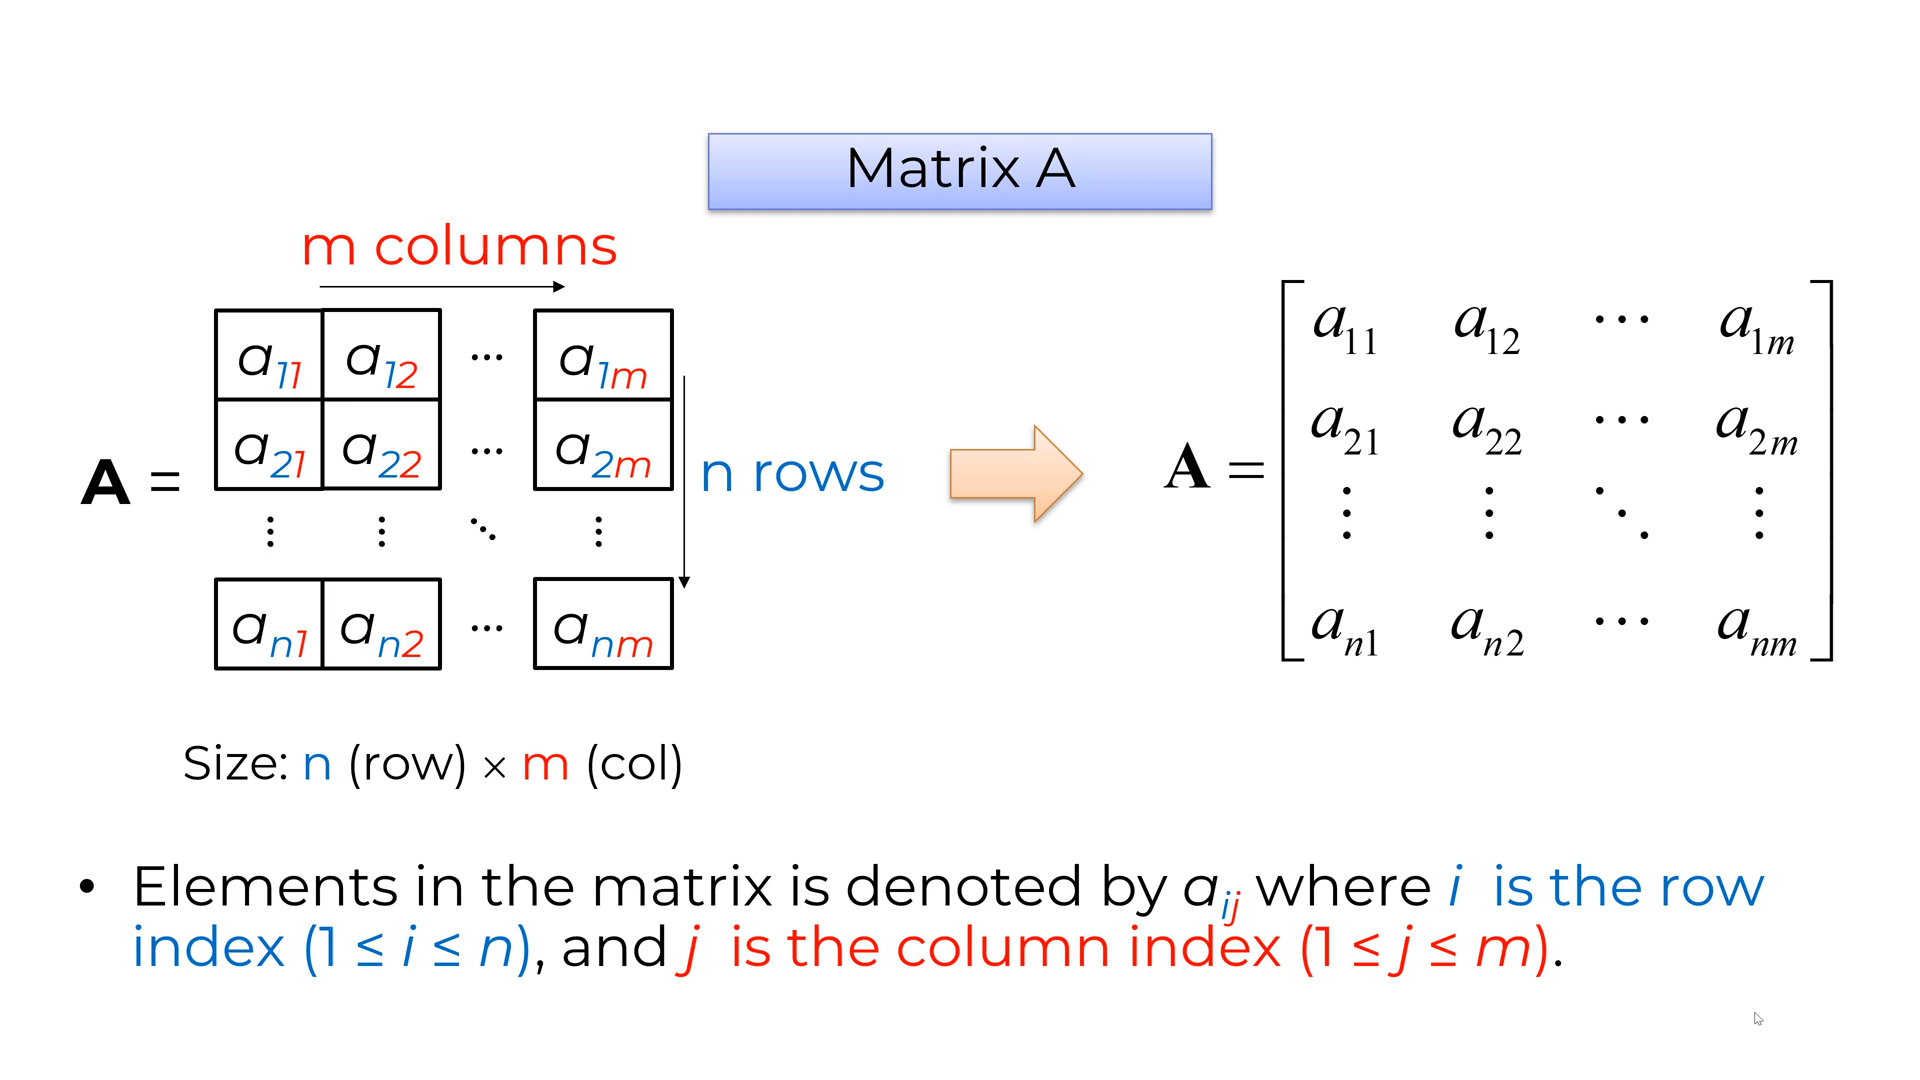 Matrix A
m columns
a11 a12 ... a1m
a21 a22 ... a2m
⋮ ⋮ ⋱ ⋮
an1 an2 ... anm
A =
n rows
A =
a11 a12 ⋯ a1m
a21 a22 ⋯ a2m
⋮ ⋮ ⋱ ⋮
an1 an2 ⋯ anm
Size: n (row) × m (col)
• Elements in the matrix is denoted by aij where i is the row
index (1 ≤ i ≤ n), and j is the column index (1 ≤ j ≤ m).